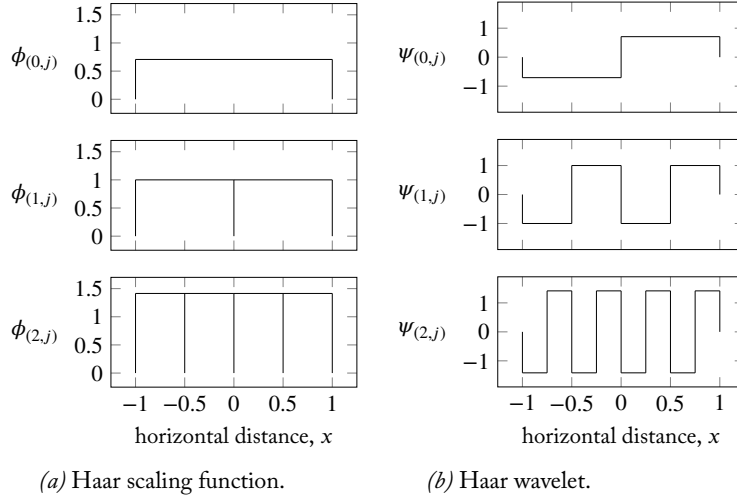 1.5
1
0.5
0
ϕ(0,j)
1.5
1
0.5
0
ϕ(1,j)
1.5
1
0.5
0
ϕ(2,j)
−1 −0.5 0 0.5 1
horizontal distance, x
(a) Haar scaling function.
1
0
−1
ψ(0,j)
1
0
−1
ψ(1,j)
1
0
−1
ψ(2,j)
−1 −0.5 0 0.5 1
horizontal distance, x
(b) Haar wavelet.